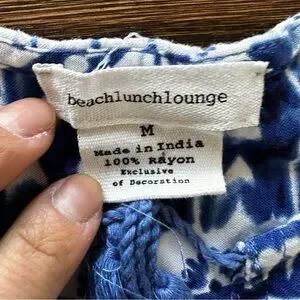 beachlunchlounge
M
Made in India
100% Rayon
Exclusive
of Decoration